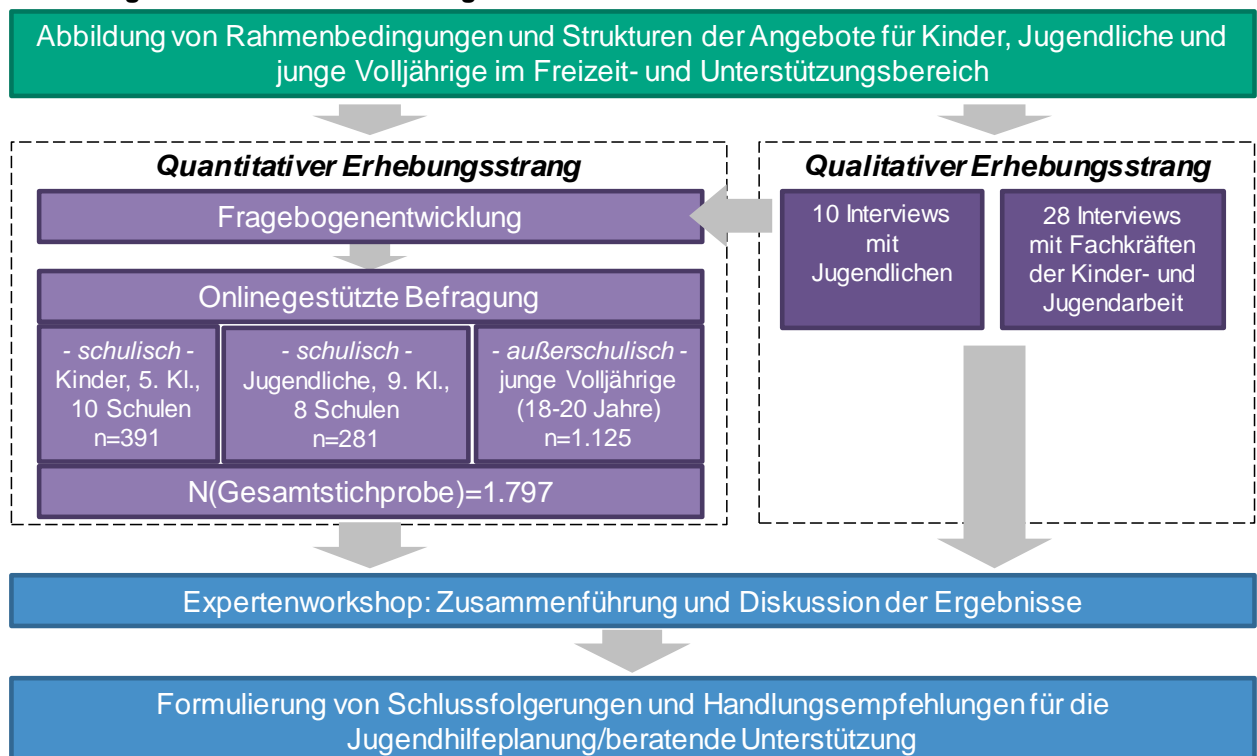 Abbildung von Rahmenbedingungen und Strukturen der Angebote für Kinder, Jugendliche und
junge Volljährige im Freizeit- und Unterstützungsbereich
Quantitativer Erhebungsstrang
Fragebogenentwicklung
Onlinegestützte Befragung
- schulisch -
Kinder, 5. Kl.,
10 Schulen
n=391
- schulisch -
Jugendliche, 9. Kl.,
8 Schulen
n=281
- außerschulisch -
junge Volljährige
(18-20 Jahre)
n=1.125
N(Gesamtstichprobe)=1.797
Qualitativer Erhebungsstrang
10 Interviews
mit
Jugendlichen
28 Interviews
mit Fachkräften
der Kinder- und
Jugendarbeit
Expertenworkshop: Zusammenführung und Diskussion der Ergebnisse
Formulierung von Schlussfolgerungen und Handlungsempfehlungen für die
Jugendhilfeplanung/beratende Unterstützung